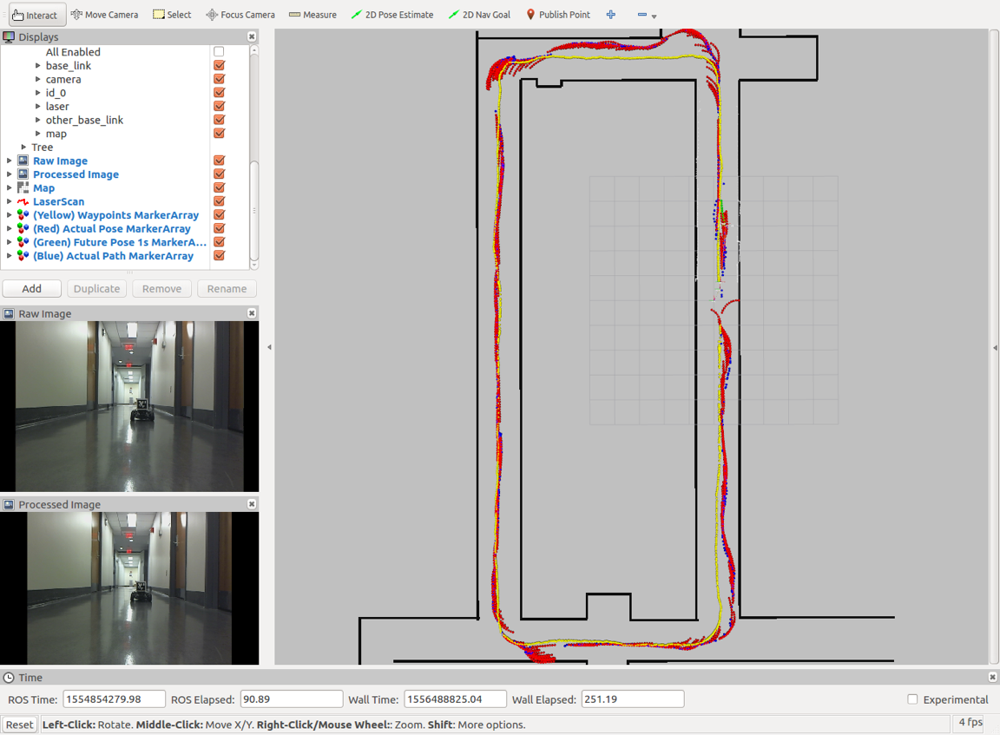 Interact Move Camera Select Focus Camera Measure 2D Pose Estimate 2D Nav Goal Publish Point
Displays
All Enabled
base_link
camera
id_0
laser
other_base_link
map
Tree
Raw Image
Processed Image
Map
LaserScan
(Yellow) Waypoints MarkerArray
(Red) Actual Pose MarkerArray
(Green) Future Pose 1s MarkerA...
(Blue) Actual Path MarkerArray
Add Duplicate Remove Rename
Raw Image
Processed Image
Time
ROS Time: 1554854279.98 ROS Elapsed: 90.89 Wall Time: 1556488825.04 Wall Elapsed: 251.19 Experimental
Reset Left-Click: Rotate. Middle-Click: Move X/Y. Right-Click/Mouse Wheel:: Zoom. Shift: More options. 4 fps